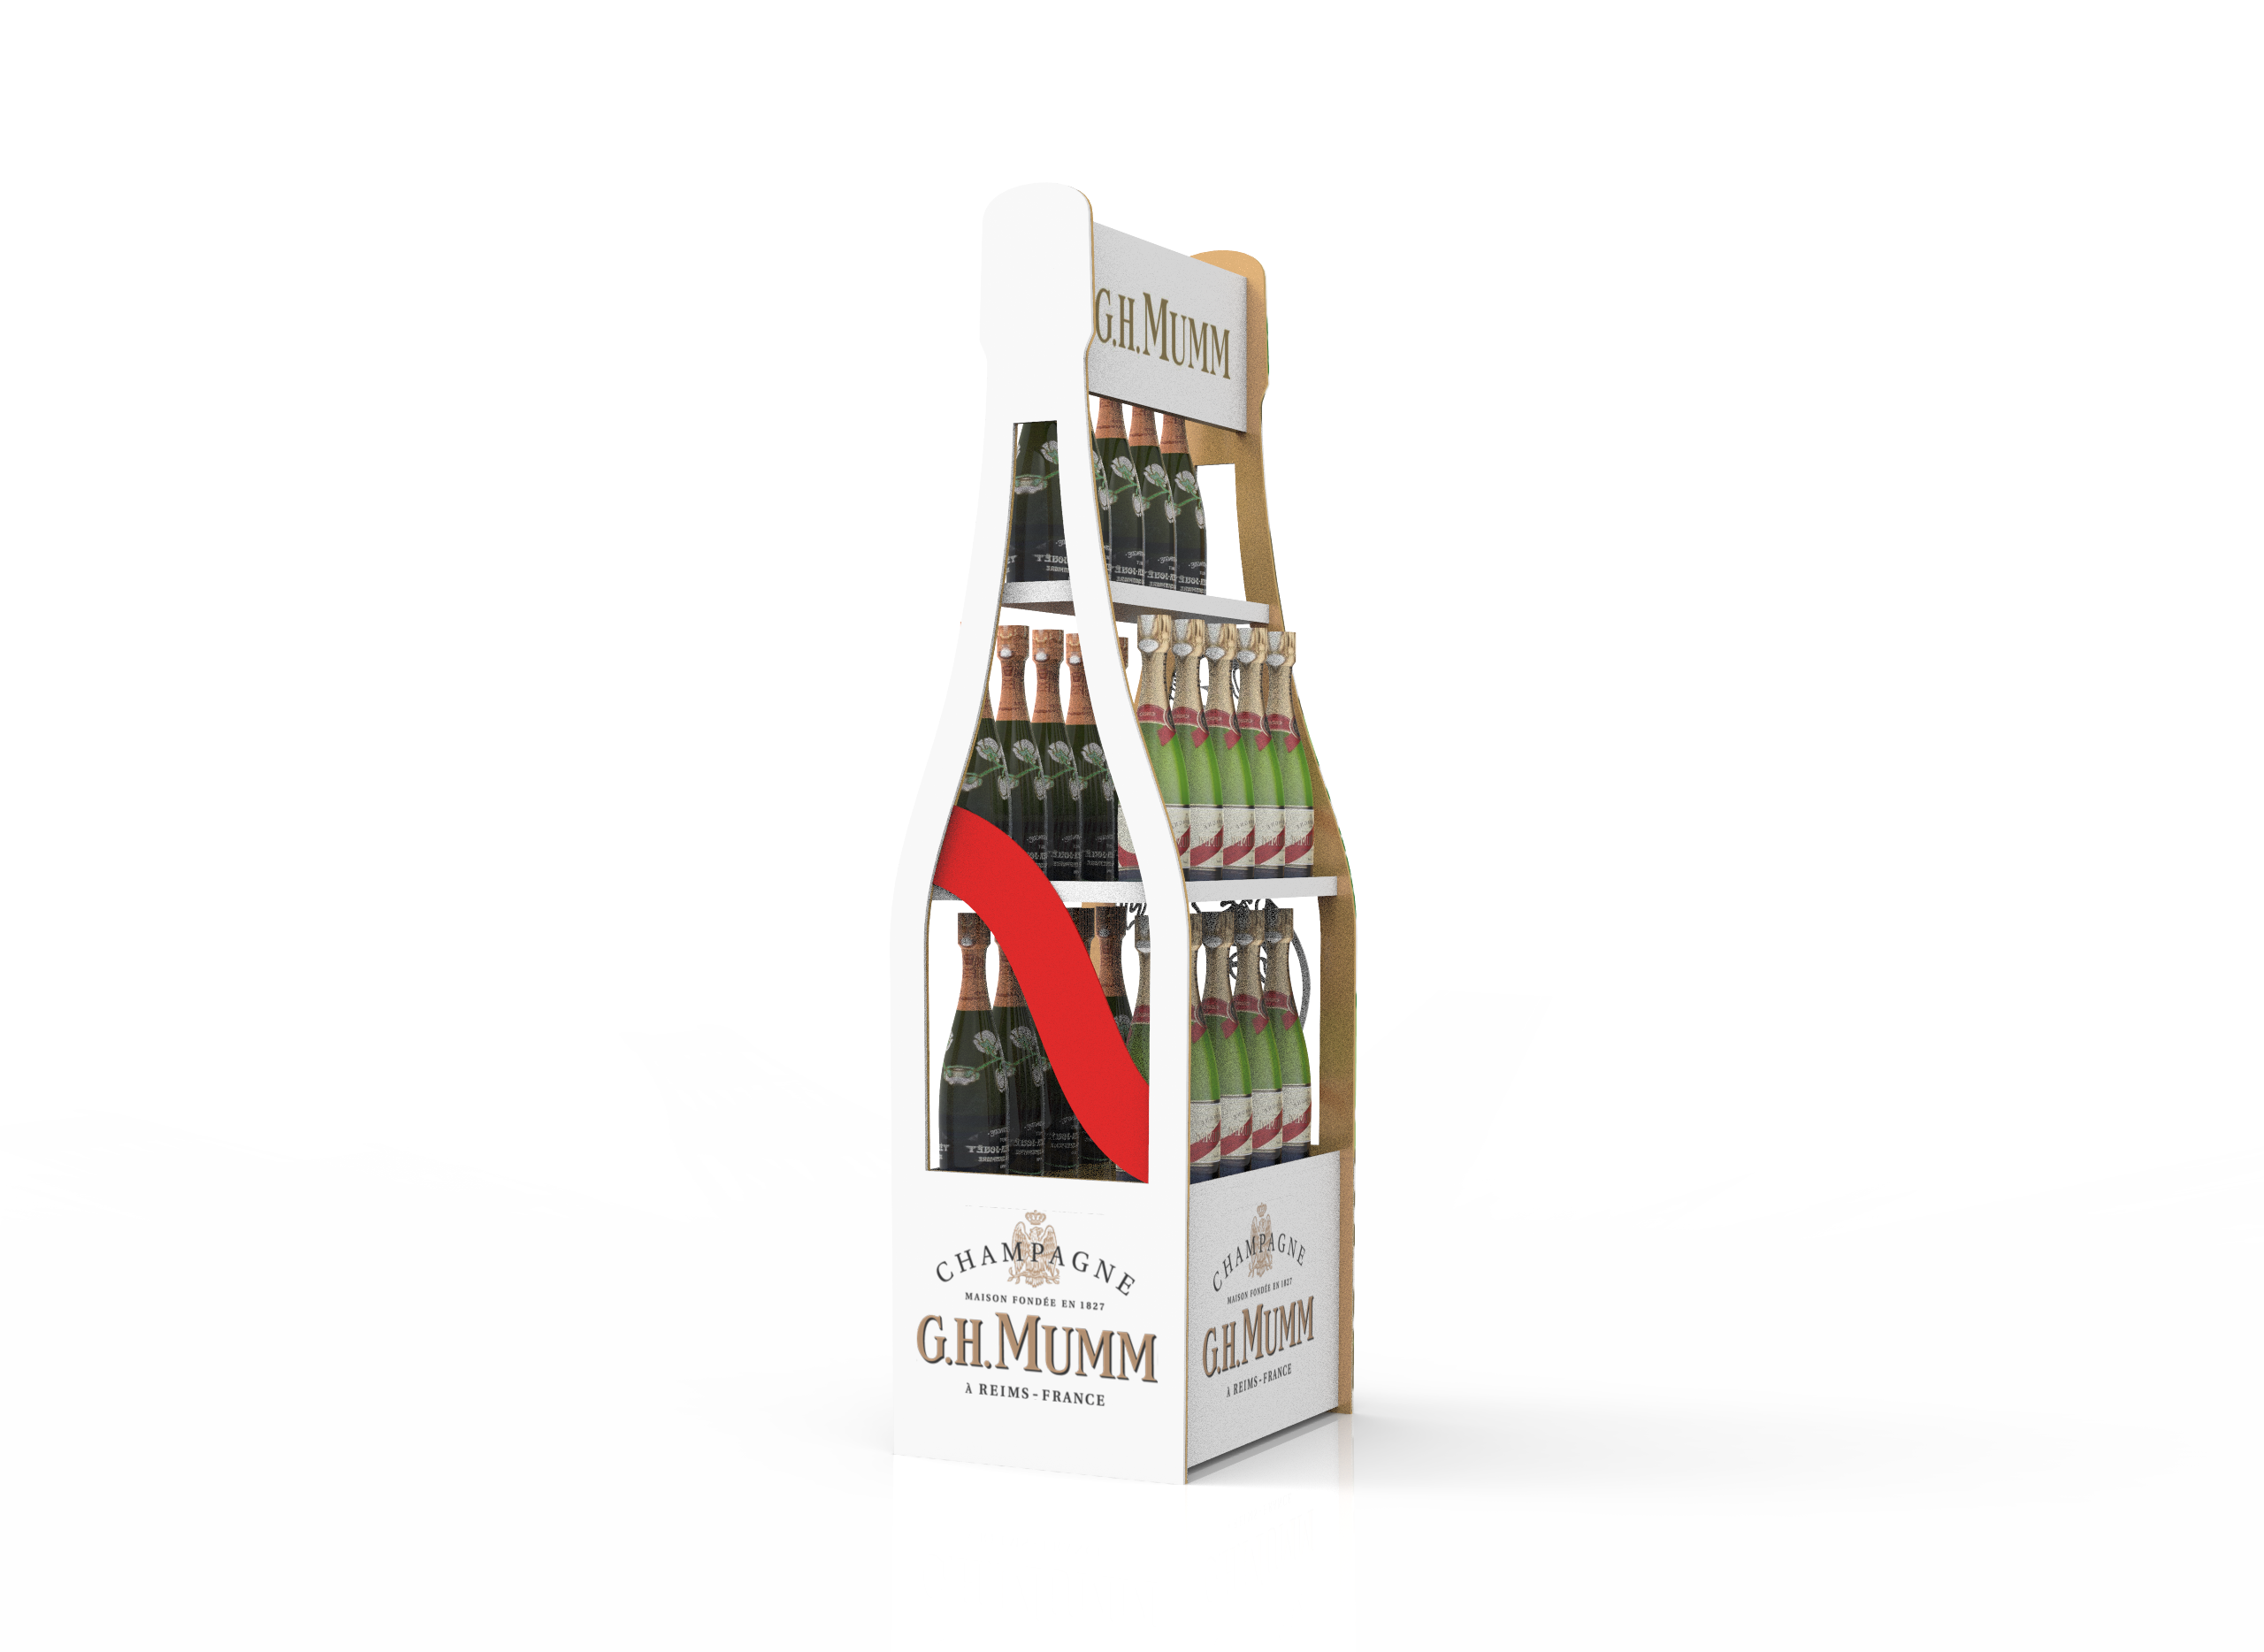 G.H.MUMM
CHAMPAGNE
MAISON FONDÉE EN 1827
G.H.MUMM
À REIMS-FRANCE
CHAMPAGNE
MAISON FONDÉE EN 1827
G.H.MUMM
À REIMS-FRANCE